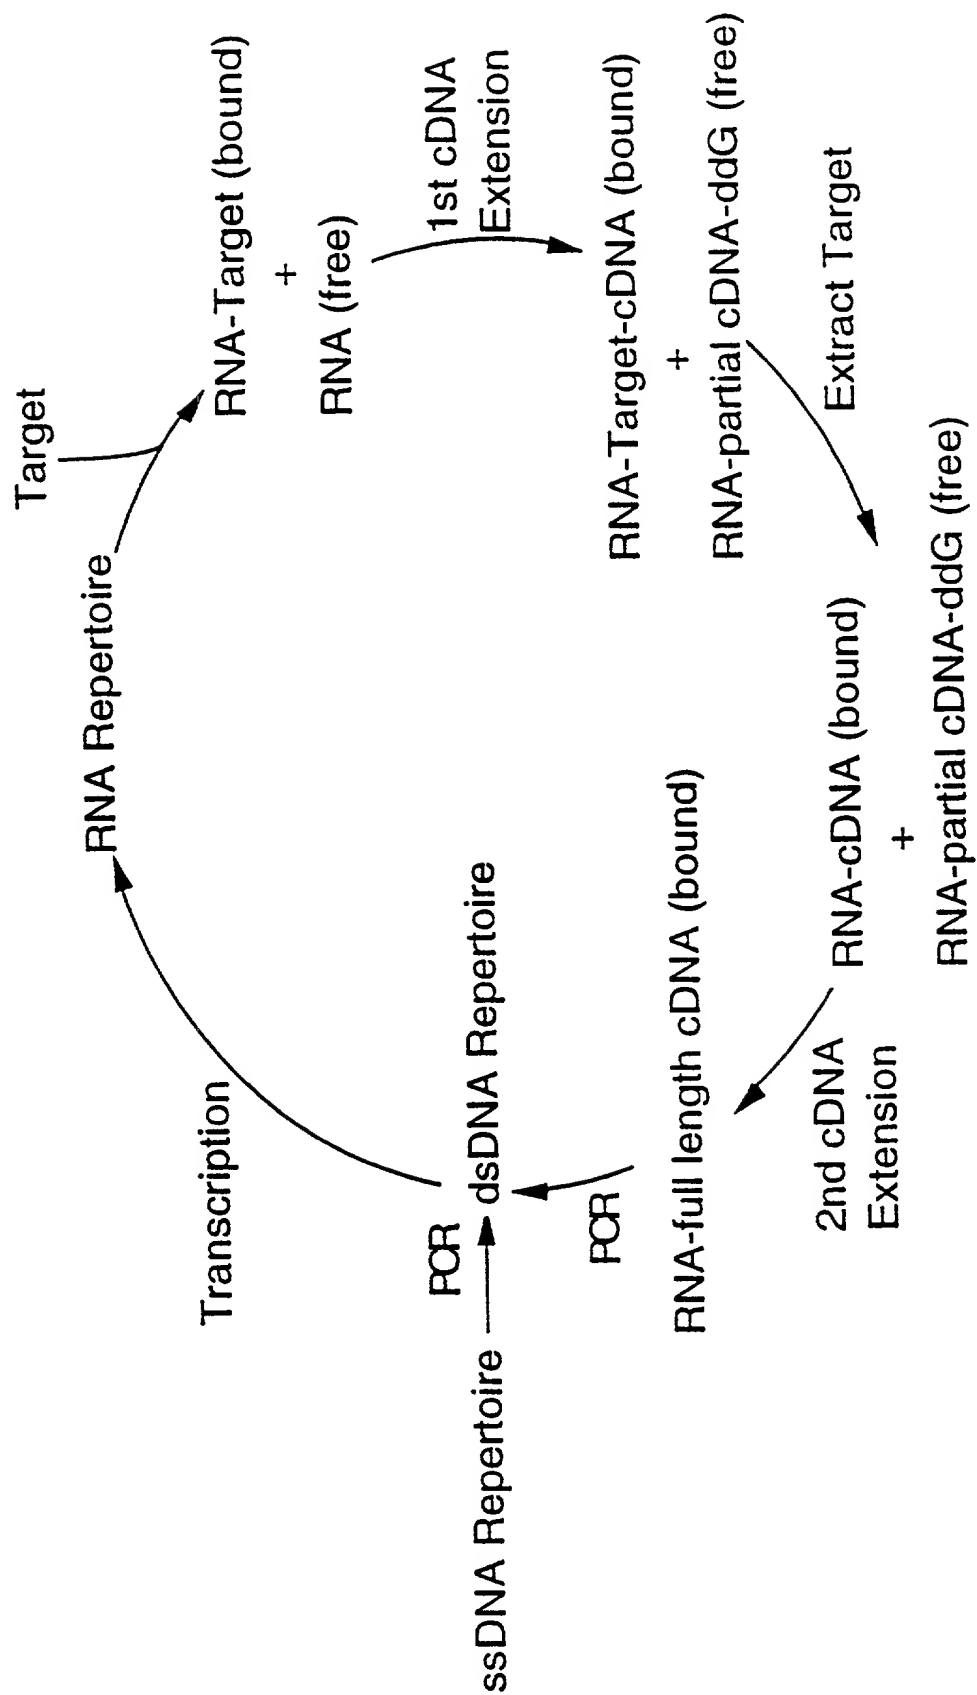 ssDNA Repertoire
PCR
dsDNA Repertoire
Transcription
RNA Repertoire
Target
RNA-Target (bound)
+
RNA (free)
1st cDNA
Extension
RNA-Target-cDNA (bound)
+
RNA-partial cDNA-ddG (free)
Extract Target
RNA-cDNA (bound)
+
RNA-partial cDNA-ddG (free)
2nd cDNA
Extension
RNA-full length cDNA (bound)
PCR